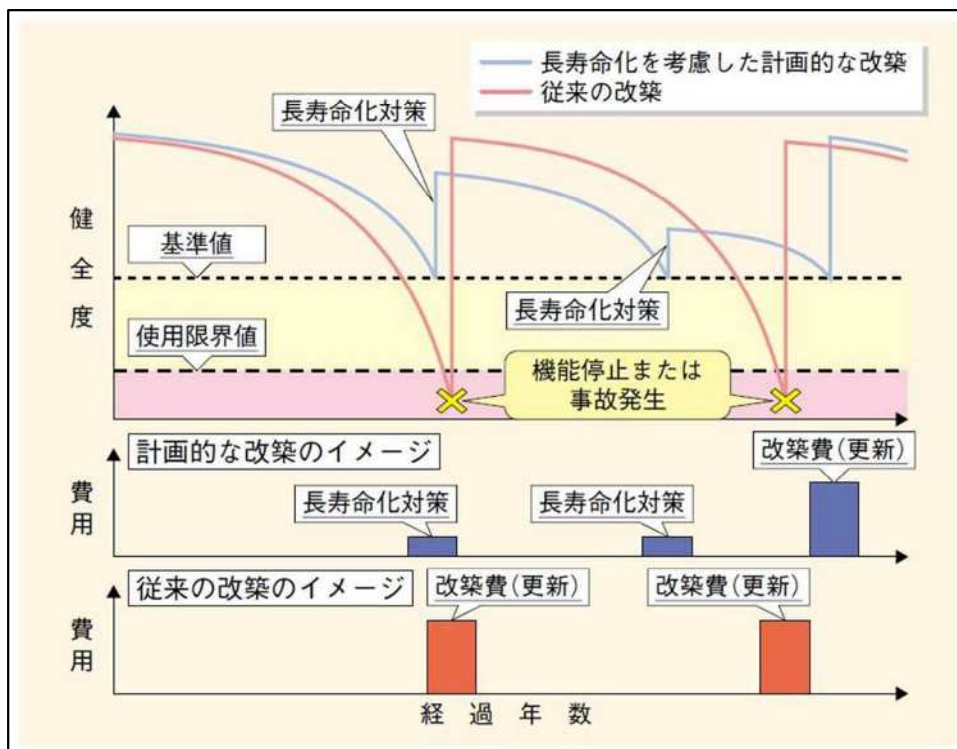 長寿命化を考慮した計画的な改築
従来の改築
長寿命化対策
健全度
基準値
長寿命化対策
使用限界値
機能停止または
事故発生
計画的な改築のイメージ
改築費(更新)
費用
長寿命化対策
長寿命化対策
従来の改築のイメージ
改築費(更新)
改築費(更新)
費用
経過年数